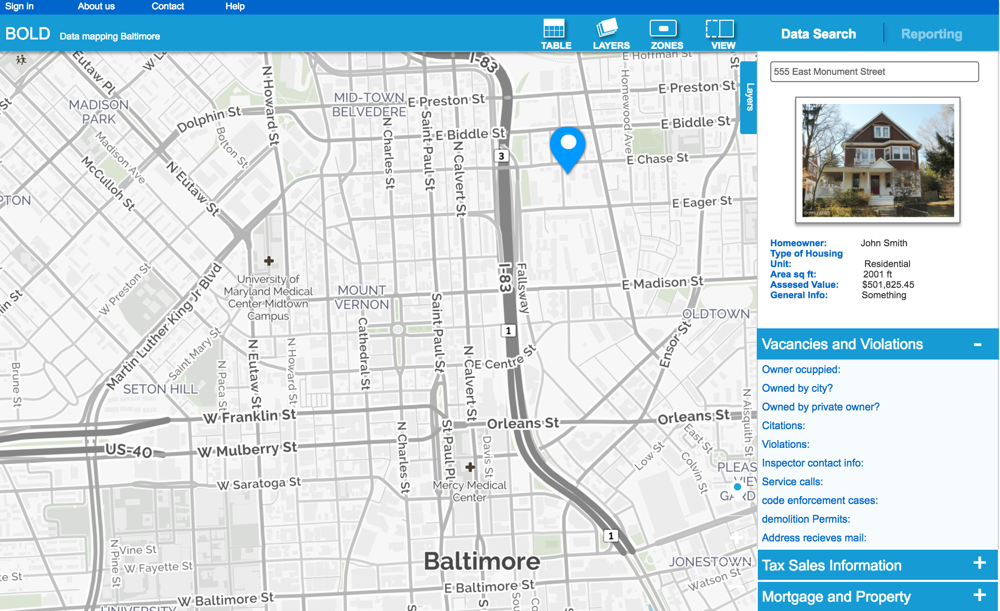 Sign in
About us
Contact
Help
BOLD
Data mapping Baltimore
TABLE
LAYERS
ZONES
VIEW
Data Search
Reporting
E Hoffman St
I-83
St
Eutaw Pl
N Howard St
Homewood Ave
E Preston St
E Preston St
MADISON
PARK
MID-TOWN
BELVEDERE
Dolphin St
Saint Paul St
N Charles St
E Biddle St
E Biddle St
Layers
Madison Ave
Bolton St
N Calvert St
3
E Chase St
McCulloh St
N Eutaw St
E Eager St
W Preston St
Martin Luther King Jr Blvd
University of
Maryland Medical
Center Midtown
Campus
MOUNT
VERNON
I-83
Fallsway
E Madison St
OLDTOWN
Saint Paul St
Cathedral St
1
Saint Mary St
N Paca St
N Eutaw St
N Howard St
N Calvert St
E Centre St
Ensor St
Brune St
SETON HILL
N Aisquith St
W Franklin St
Orleans St
Orleans St
US-40
W Mulberry St
N Charles St
St Paul Pl
Davis St
East St
Low St
Colvin St
W Saratoga St
Mercy Medical
Center
1
N Pine St
Vine St
W Fayette St
Baltimore
JONESTOWN
Watson St
E Baltimore St
W Baltimore St
UNIVERSITY
555 East Monument Street
© 2013 MRIS
Homeowner: John Smith
Type of Housing
Unit: Residential
Area sq ft: 2001 ft
Assesed Value: $501,825.45
General Info: Something
Vacancies and Violations -
Owner ocuppied:
Owned by city?
Owned by private owner?
Citations:
Violations:
Inspector contact info:
Service calls:
code enforcement cases:
demolition Permits:
Address recieves mail:
Tax Sales Information +
Mortgage and Property +